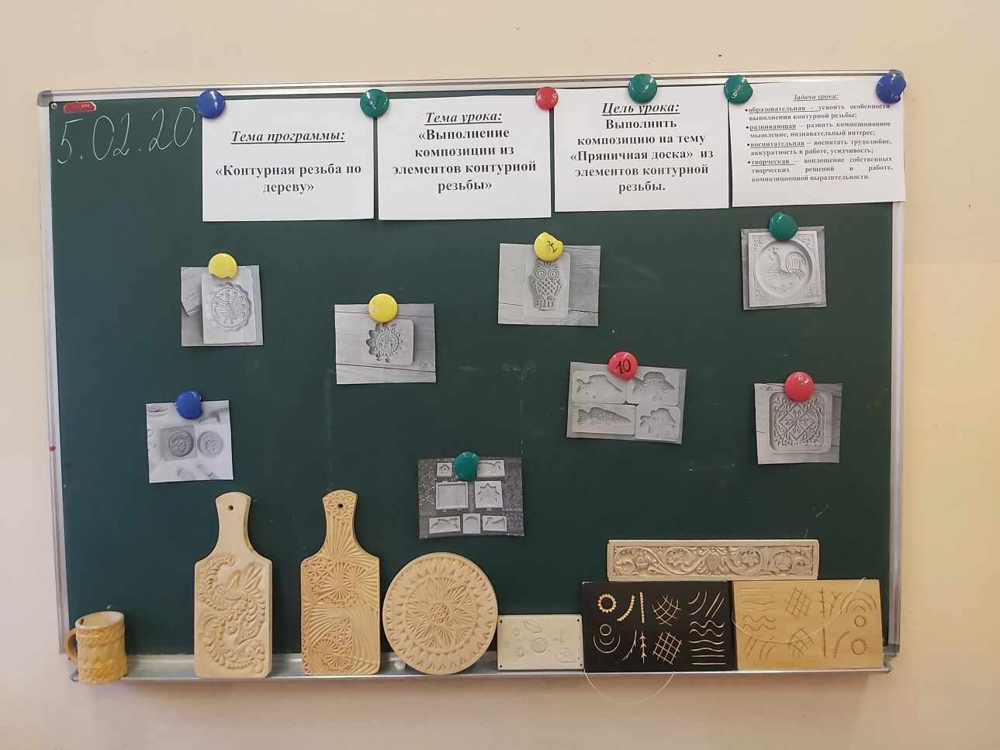 5.02.20
Тема программы:
«Контурная резьба по
дереву»
Тема урока:
«Выполнение
композиции из
элементов контурной
резьбы»
Цель урока:
Выполнить
композицию на тему
«Пряничная доска» из
элементов контурной
резьбы.
Задачи урока:
•образовательная - усвоить особенности
выполнения контурной резьбы;
•развивающая – развить композиционное
мышление, познавательный интерес;
•воспитательная – воспитать трудолюбие,
аккуратность в работе, усидчивость;
•творческая – воплощение собственных
творческих решений в работе,
композиционной выразительности.
10